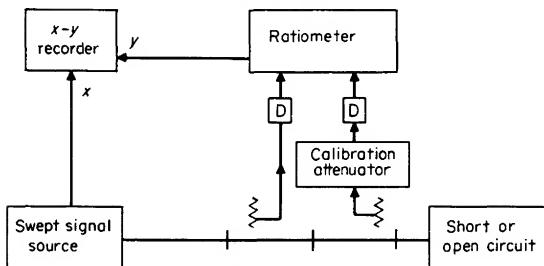 x-y
recorder
y
Ratiometer
x
D
D
Calibration
attenuator
Swept signal
source
Short or
open circuit